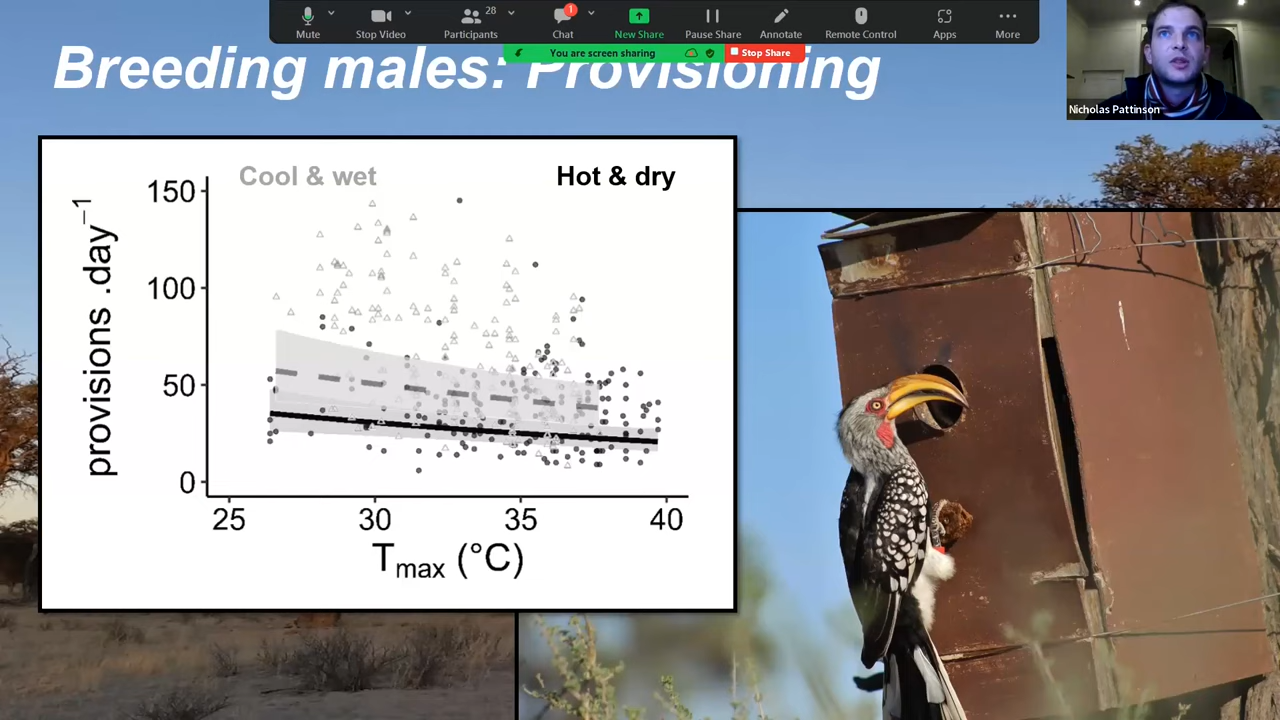 Mute
Stop Video
28
Participants
1
Chat
New Share
Pause Share
Annotate
Remote Control
Apps
More
You are screen sharing
Stop Share
Breeding males: Provisioning
Nicholas Pattinson
Cool & wet
Hot & dry
provisions .day⁻¹
150
100
50
0
25
30
35
40
Tmax (°C)